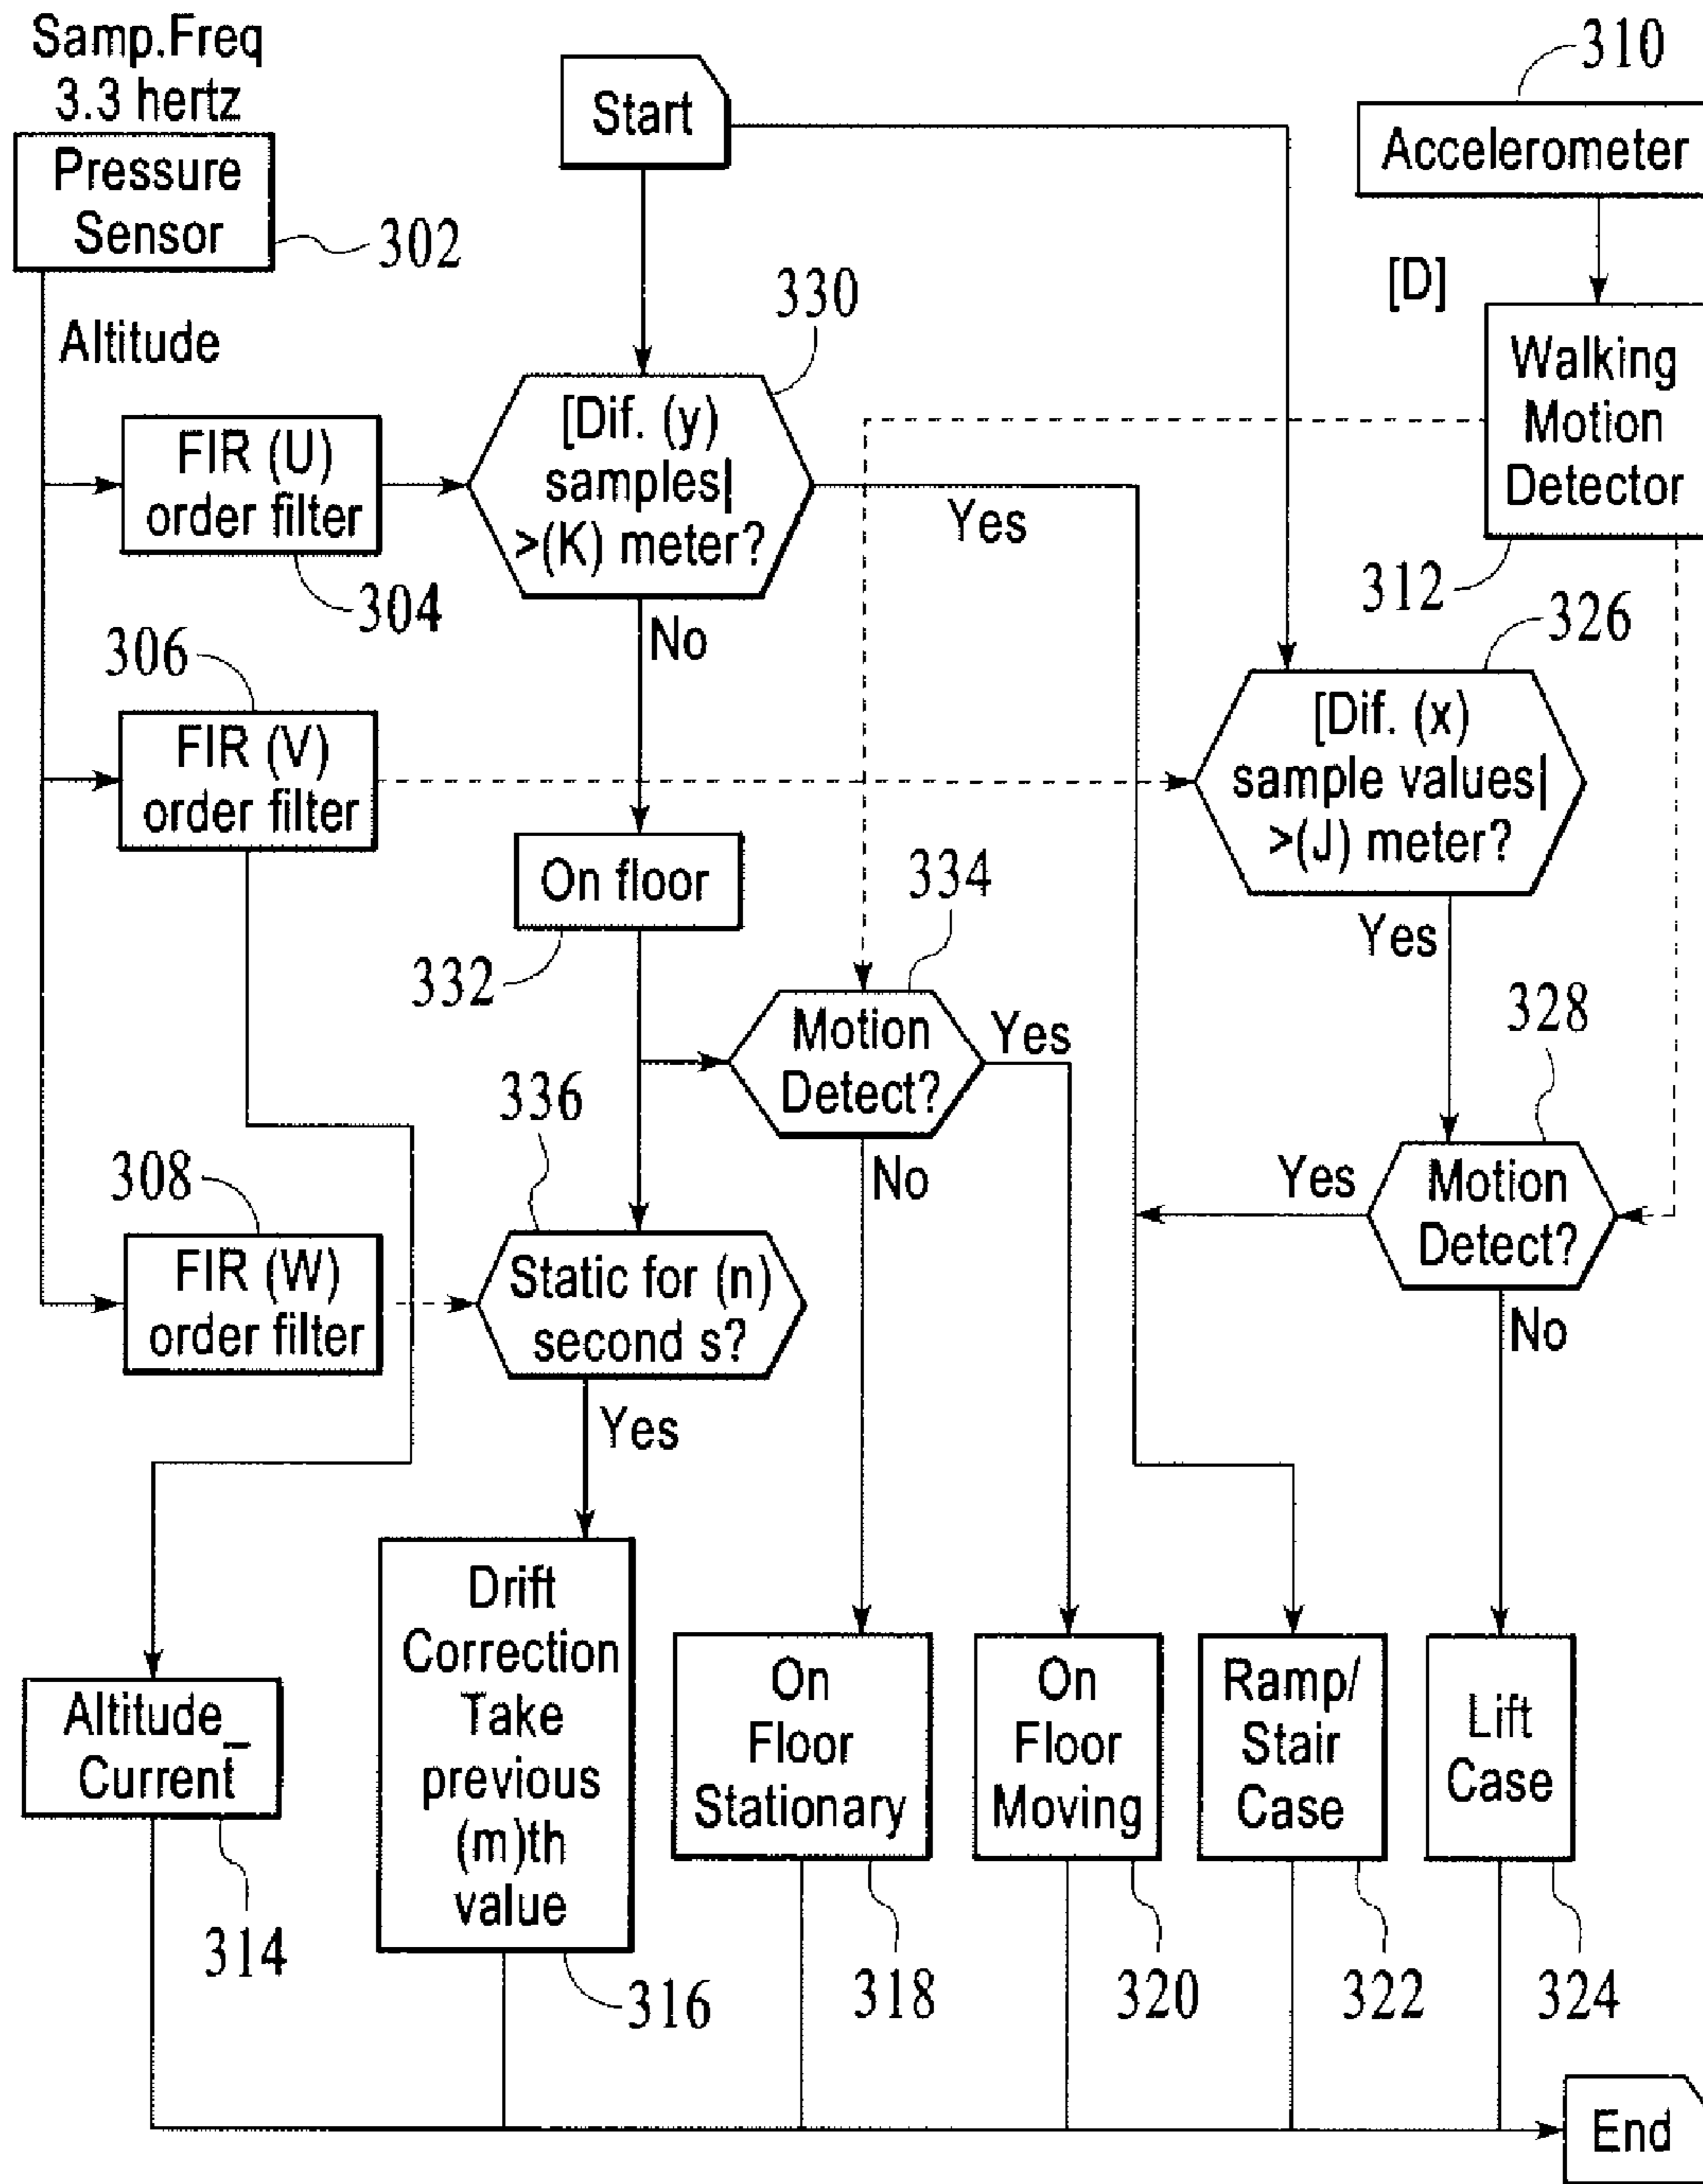 Samp.Freq
3.3 hertz
Pressure
Sensor
302
Altitude
Start
310
Accelerometer
[D]
Walking
Motion
Detector
312
330
[Dif. (y)
samples|
>(K) meter?
Yes
No
FIR (U)
order filter
304
306
FIR (V)
order filter
326
[Dif. (x)
sample values|
>(J) meter?
Yes
On floor
332
334
Motion
Detect?
Yes
No
328
Motion
Detect?
Yes
No
336
Static for (n)
second s?
Yes
308
FIR (W)
order filter
Altitude_
Current
314
Drift
Correction
Take
previous
(m)th
value
316
On
Floor
Stationary
318
On
Floor
Moving
320
Ramp/
Stair
Case
322
Lift
Case
324
End